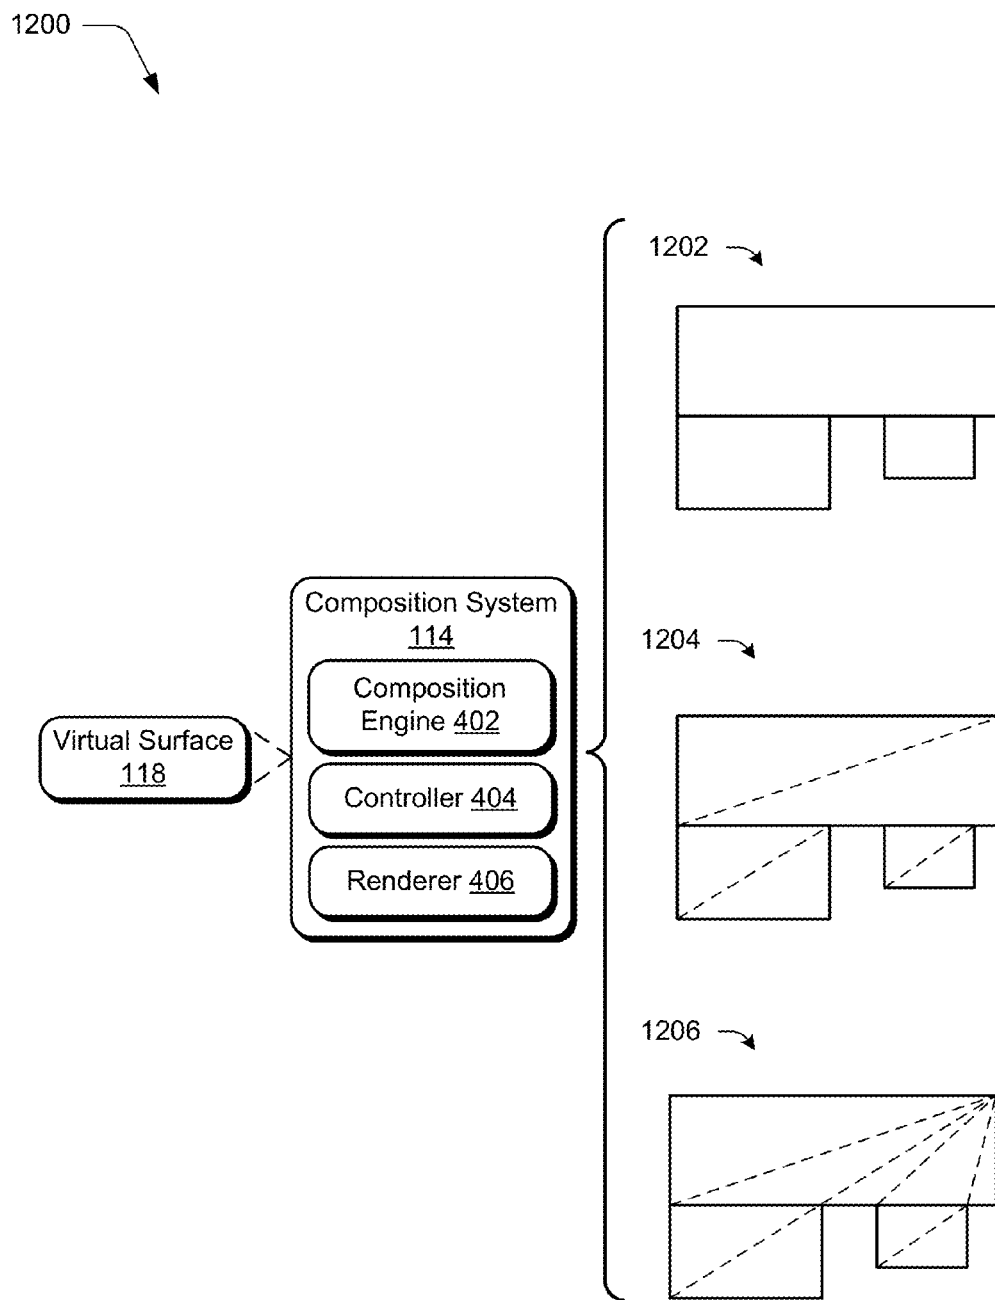 1200
1202
1204
Composition System
114
Composition
Engine 402
Virtual Surface
118
Controller 404
Renderer 406
1206